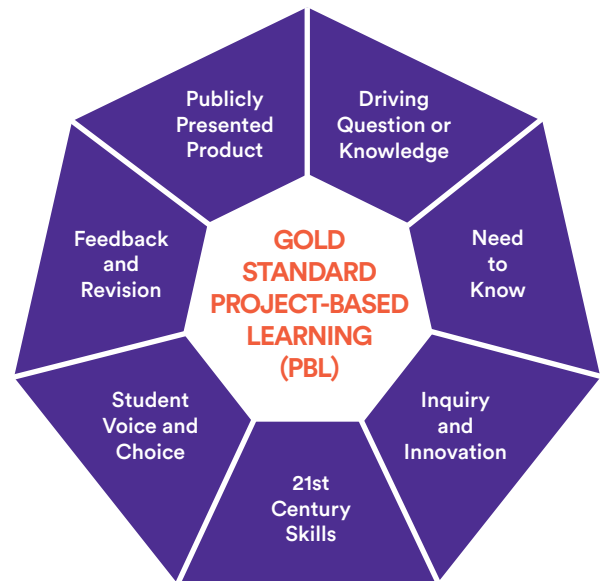 GOLD
STANDARD
PROJECT-BASED
LEARNING
(PBL)
Driving
Question or
Knowledge
Need
to
Know
Inquiry
and
Innovation
21st
Century
Skills
Student
Voice and
Choice
Feedback
and
Revision
Publicly
Presented
Product